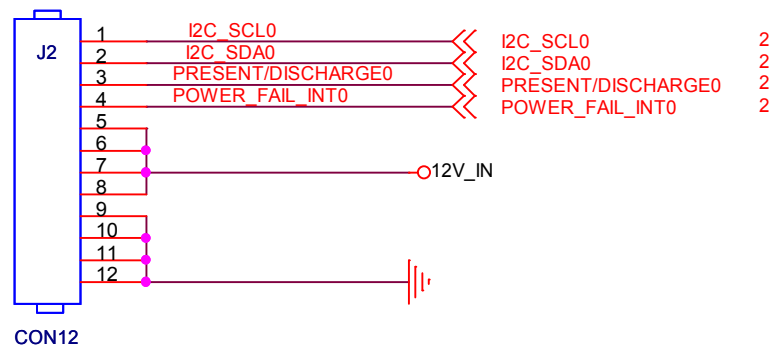 J2
1 I2C_SCL0 I2C_SCL0 2
2 I2C_SDA0 I2C_SDA0 2
3 PRESENT/DISCHARGE0 PRESENT/DISCHARGE0 2
4 POWER_FAIL_INT0 POWER_FAIL_INT0 2
5
6
7 12V_IN
8
9
10
11
12
CON12